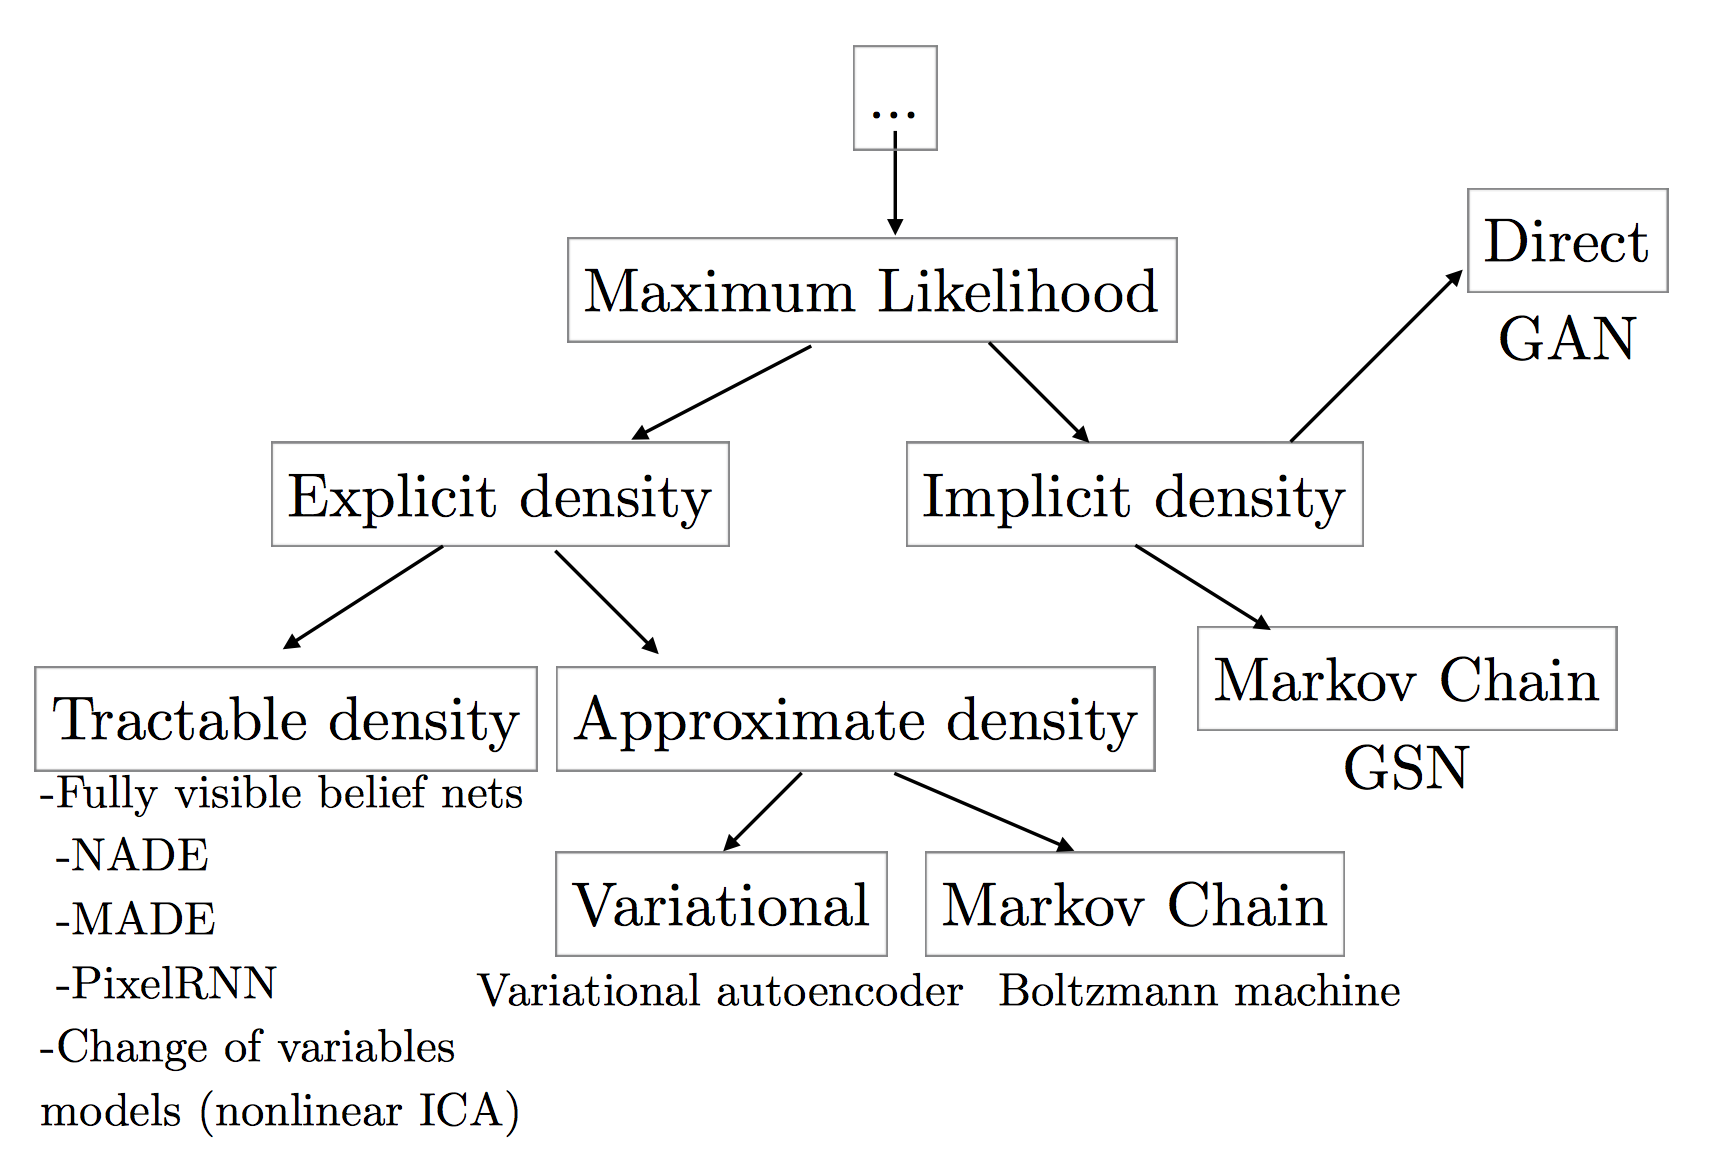 ...
Maximum Likelihood
Direct
GAN
Explicit density
Implicit density
Tractable density
-Fully visible belief nets
-NADE
-MADE
-PixelRNN
-Change of variables
models (nonlinear ICA)
Approximate density
Markov Chain
GSN
Variational
Variational autoencoder
Markov Chain
Boltzmann machine